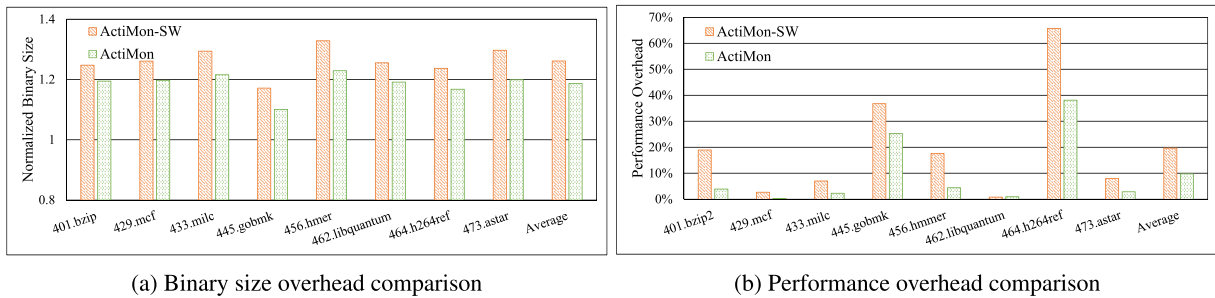 1.4
1.2
1
0.8
Normalized Binary Size
ActiMon-SW
ActiMon
401.bzip
429.mcf
433.milc
445.gobmk
456.hmer
462.libquantum
464.h264ref
473.astar
Average
(a) Binary size overhead comparison
70%
60%
50%
40%
30%
20%
10%
0%
Performance Overhead
ActiMon-SW
ActiMon
401.bzip2
429.mcf
433.milc
445.gobmk
456.hmmer
462.libquantum
464.h264ref
473.astar
Average
(b) Performance overhead comparison